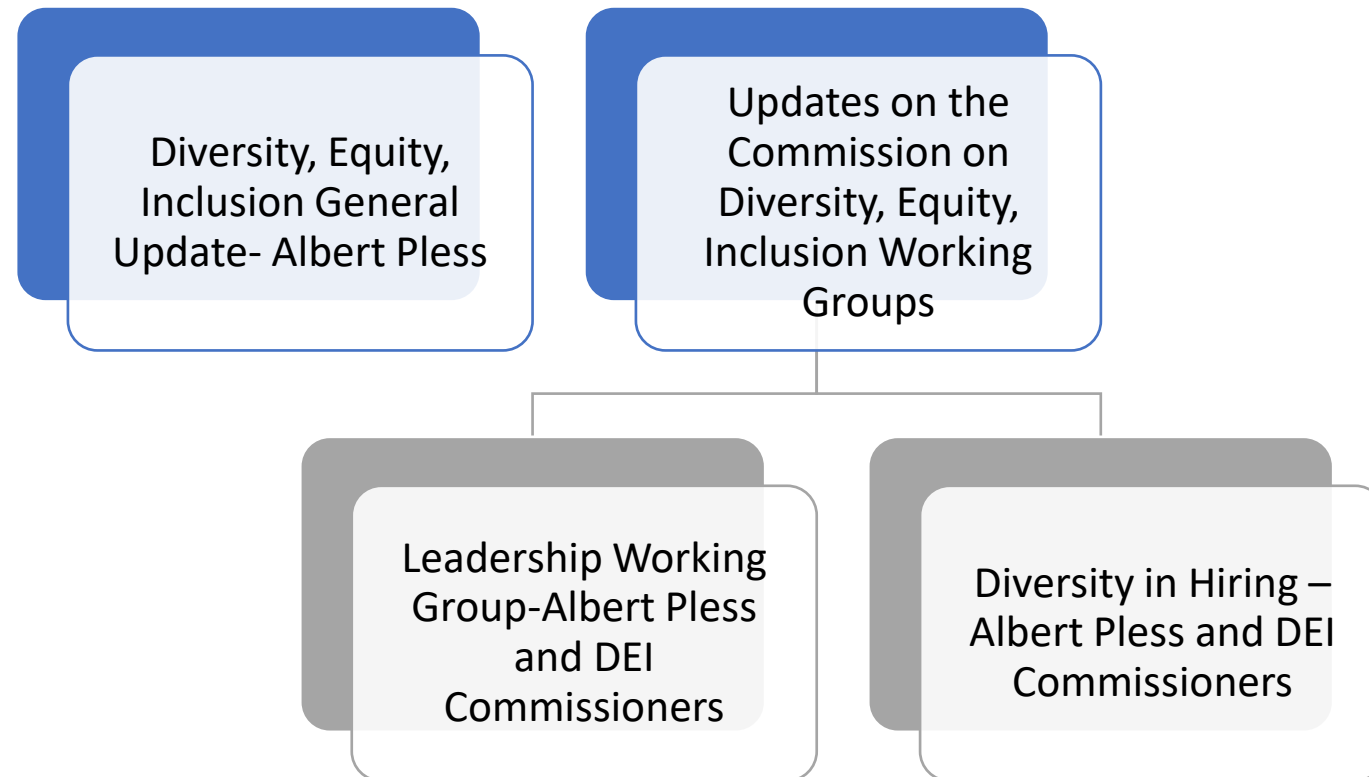 Diversity, Equity,
Inclusion General
Update- Albert Pless
Updates on the
Commission on
Diversity, Equity,
Inclusion Working
Groups
Leadership Working
Group-Albert Pless
and DEI
Commissioners
Diversity in Hiring –
Albert Pless and DEI
Commissioners